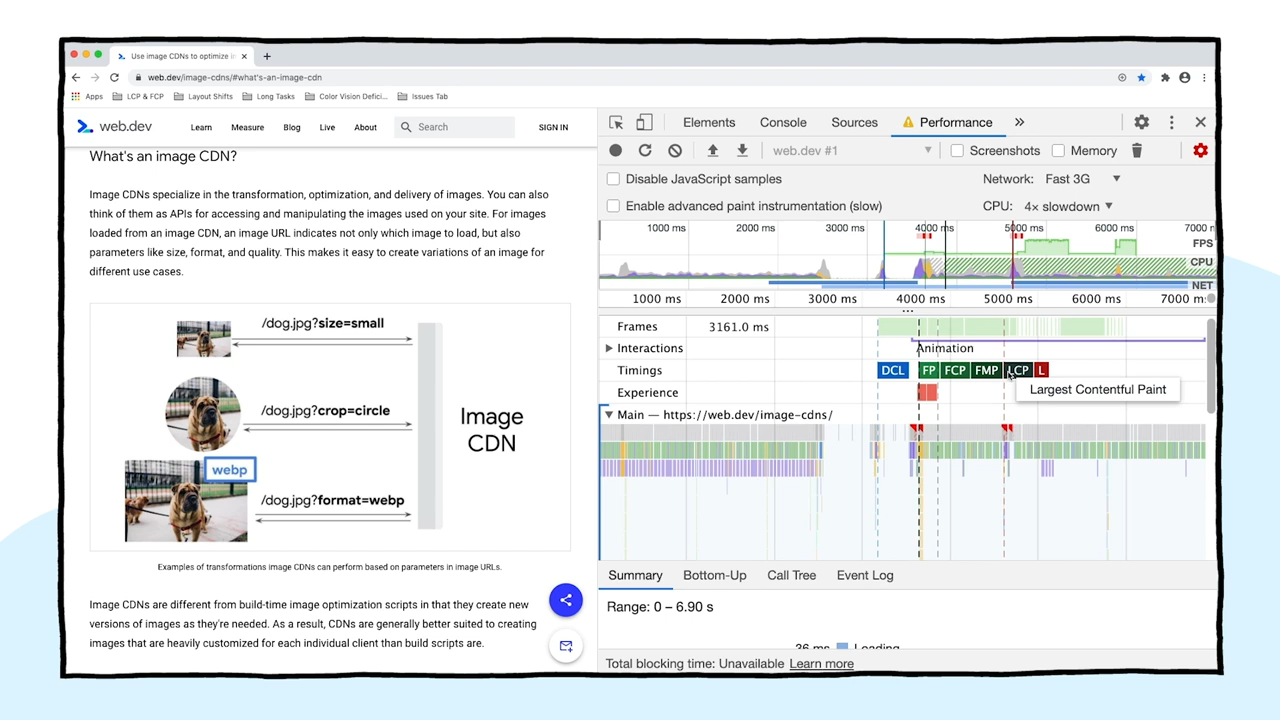 Use image CDNs to optimize in
web.dev/image-cdns/#what's-an-image-cdn
Apps LCP & FCP Layout Shifts Long Tasks Color Vision Defici... Issues Tab
web.dev Learn Measure Blog Live About Search SIGN IN
What's an image CDN?
Image CDNs specialize in the transformation, optimization, and delivery of images. You can also
think of them as APIs for accessing and manipulating the images used on your site. For images
loaded from an image CDN, an image URL indicates not only which image to load, but also
parameters like size, format, and quality. This makes it easy to create variations of an image for
different use cases.
/dog.jpg?size=small
/dog.jpg?crop=circle
Image
CDN
webp
/dog.jpg?format=webp
Examples of transformations image CDNs can perform based on parameters in image URLs.
Image CDNs are different from build-time image optimization scripts in that they create new
versions of images as they're needed. As a result, CDNs are generally better suited to creating
images that are heavily customized for each individual client than build scripts are.
Elements Console Sources Performance
web.dev #1 Screenshots Memory
Disable JavaScript samples Network: Fast 3G
Enable advanced paint instrumentation (slow) CPU: 4× slowdown
1000 ms 2000 ms 3000 ms 4000 ms 5000 ms 6000 ms 7000 n
FPS
CPU
NET
1000 ms 2000 ms 3000 ms 4000 ms 5000 ms 6000 ms 7000 m
Frames 3161.0 ms
Interactions Animation
Timings DCL FP FCP FMP LCP L
Largest Contentful Paint
Experience
Main — https://web.dev/image-cdns/
Summary Bottom-Up Call Tree Event Log
Range: 0 – 6.90 s
36 ms Loading
Total blocking time: Unavailable Learn more